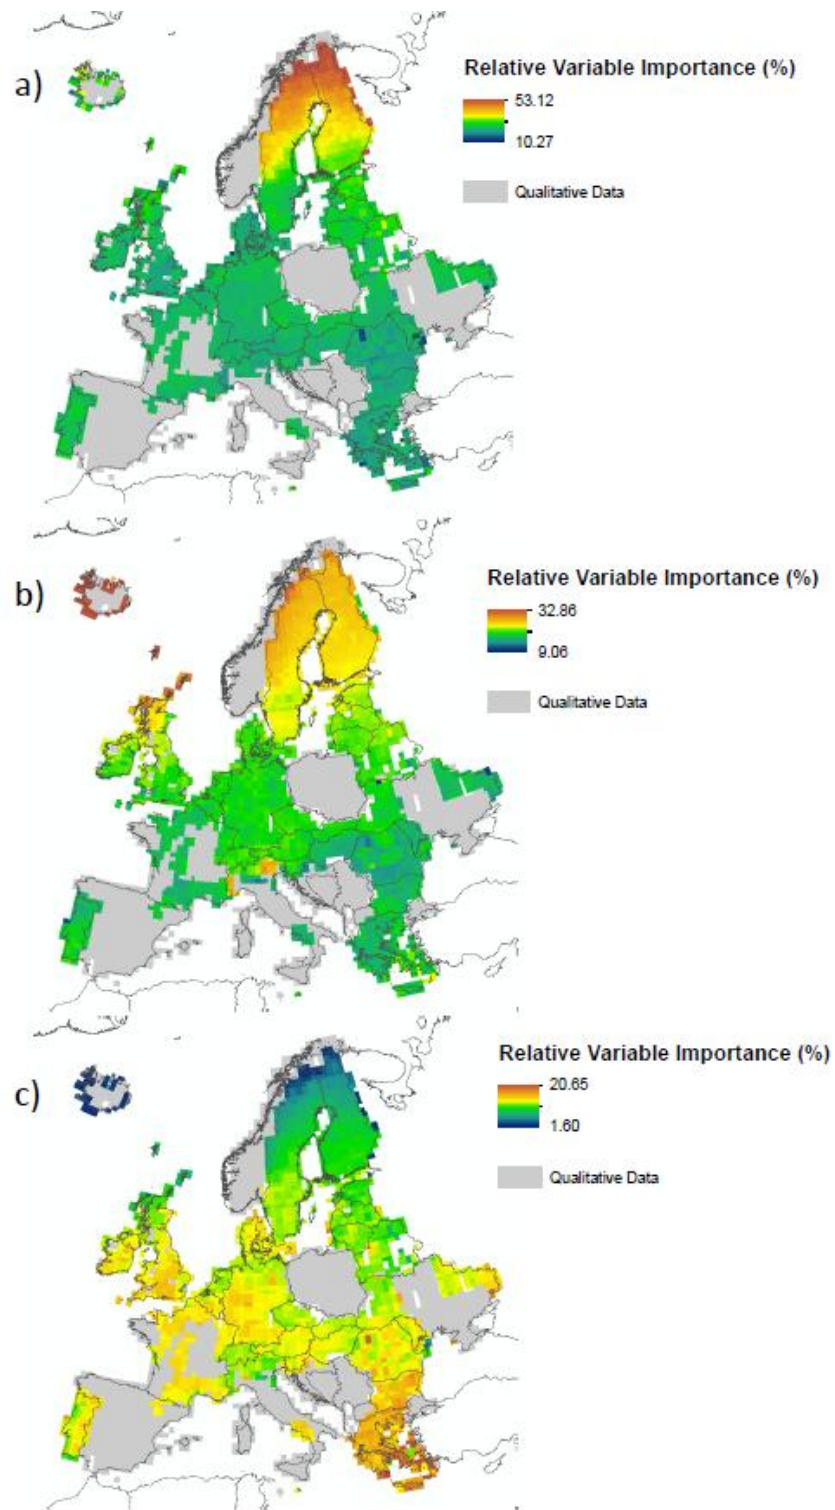 a)
Relative Variable Importance (%)
53.12
10.27
Qualitative Data
b)
Relative Variable Importance (%)
32.86
9.06
Qualitative Data
c)
Relative Variable Importance (%)
20.65
1.60
Qualitative Data